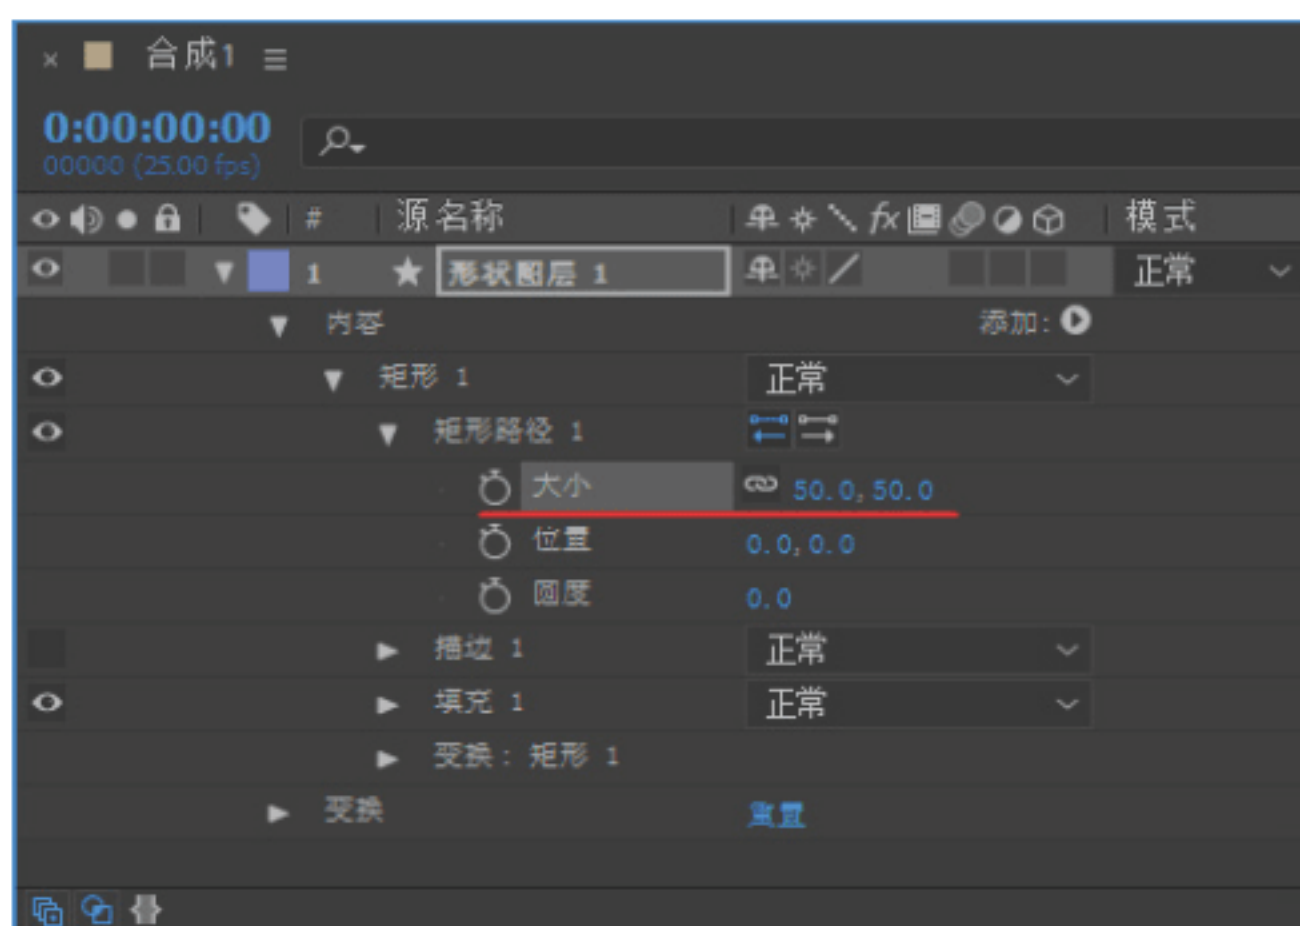 合成1
0:00:00:00
00000 (25.00 fps)
# 源名称 fx 模式
1 形状图层 1 正常
内容 添加:
矩形 1 正常
矩形路径 1
大小 50.0,50.0
位置 0.0,0.0
圆度 0.0
描边 1 正常
填充 1 正常
变换: 矩形 1
变换 重置